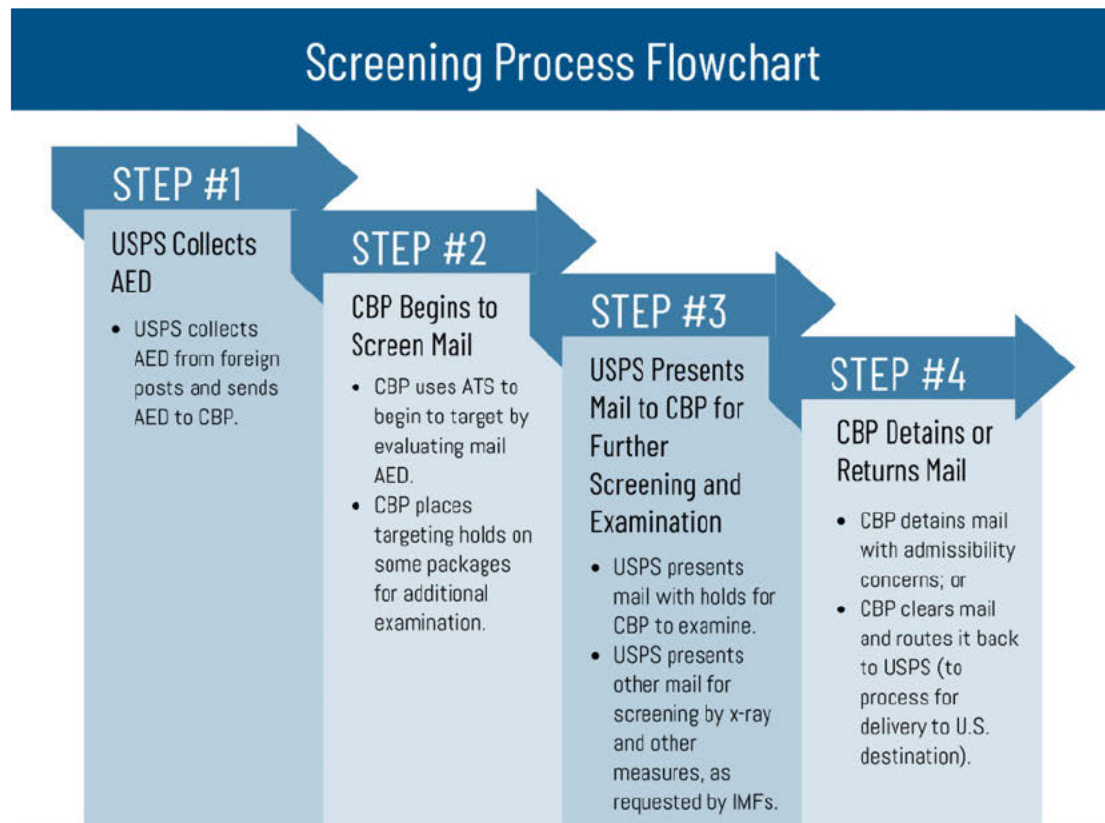 Screening Process Flowchart
STEP #1
USPS Collects
AED
• USPS collects
AED from foreign
posts and sends
AED to CBP.
STEP #2
CBP Begins to
Screen Mail
• CBP uses ATS to
begin to target by
evaluating mail
AED.
• CBP places
targeting holds on
some packages
for additional
examination.
STEP #3
USPS Presents
Mail to CBP for
Further
Screening and
Examination
• USPS presents
mail with holds for
CBP to examine.
• USPS presents
other mail for
screening by x-ray
and other
measures, as
requested by IMFs.
STEP #4
CBP Detains or
Returns Mail
• CBP detains mail
with admissibility
concerns; or
• CBP clears mail
and routes it back
to USPS (to
process for
delivery to U.S.
destination).